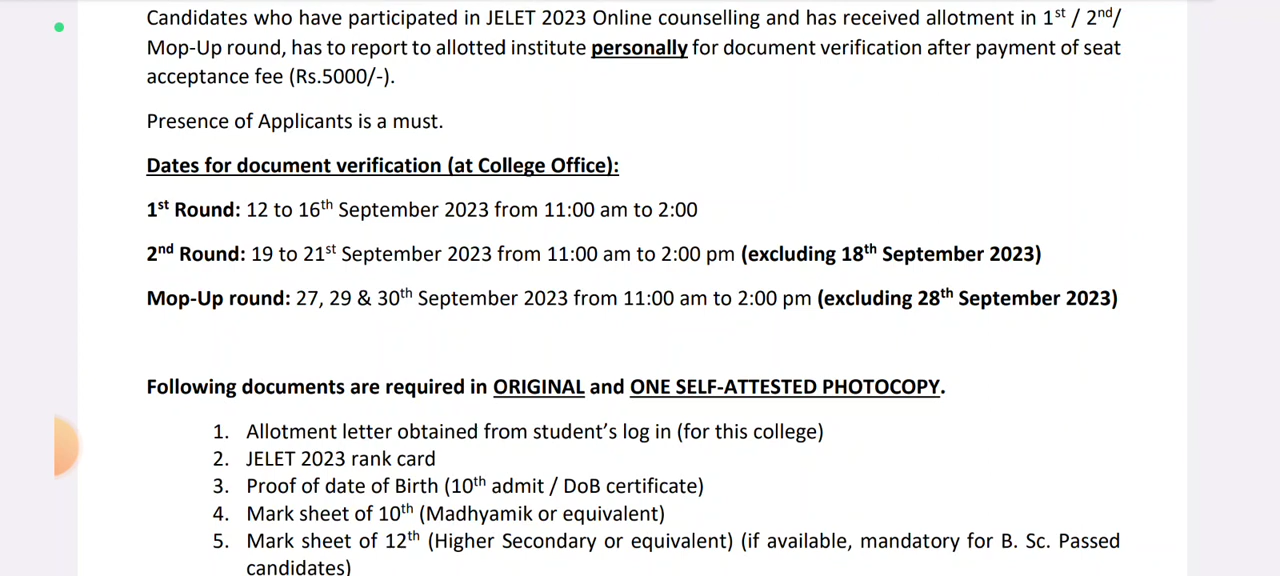 Candidates who have participated in JELET 2023 Online counselling and has received allotment in 1st / 2nd/
Mop-Up round, has to report to allotted institute personally for document verification after payment of seat
acceptance fee (Rs.5000/-).
Presence of Applicants is a must.
Dates for document verification (at College Office):
1st Round: 12 to 16th September 2023 from 11:00 am to 2:00
2nd Round: 19 to 21st September 2023 from 11:00 am to 2:00 pm (excluding 18th September 2023)
Mop-Up round: 27, 29 & 30th September 2023 from 11:00 am to 2:00 pm (excluding 28th September 2023)
Following documents are required in ORIGINAL and ONE SELF-ATTESTED PHOTOCOPY.
1. Allotment letter obtained from student’s log in (for this college)
2. JELET 2023 rank card
3. Proof of date of Birth (10th admit / DoB certificate)
4. Mark sheet of 10th (Madhyamik or equivalent)
5. Mark sheet of 12th (Higher Secondary or equivalent) (if available, mandatory for B. Sc. Passed
candidates)